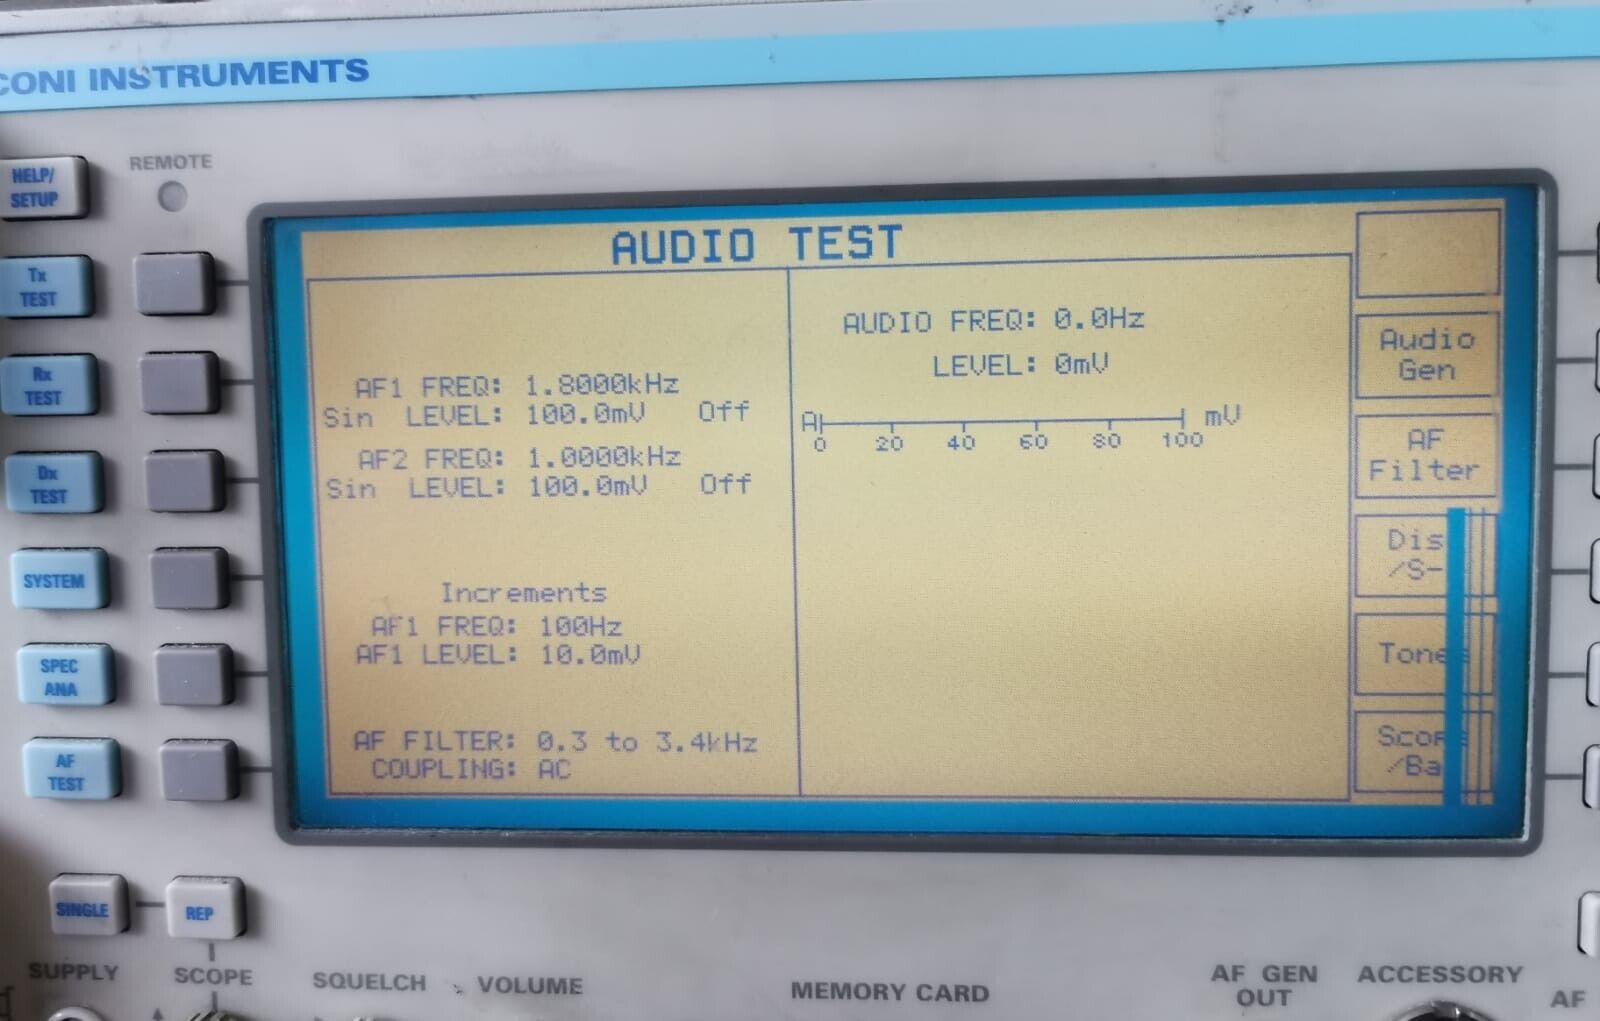 CONI INSTRUMENTS
REMOTE
HELP/
SETUP
Tx
TEST
Rx
TEST
Dx
TEST
SYSTEM
SPEC
ANA
AF
TEST
SINGLE
REP
AUDIO TEST
AF1 FREQ: 1.8000kHz
Sin LEVEL: 100.0mV Off
AF2 FREQ: 1.0000kHz
Sin LEVEL: 100.0mV Off
Increments
AF1 FREQ: 100Hz
AF1 LEVEL: 10.0mV
AF FILTER: 0.3 to 3.4kHz
COUPLING: AC
AUDIO FREQ: 0.0Hz
LEVEL: 0mV
A mV
0 20 40 60 80 100
Audio
Gen
AF
Filter
Dis
/S-
Tones
Scope
/Ba
SUPPLY
SCOPE
SQUELCH
VOLUME
MEMORY CARD
AF GEN
OUT
ACCESSORY
AF